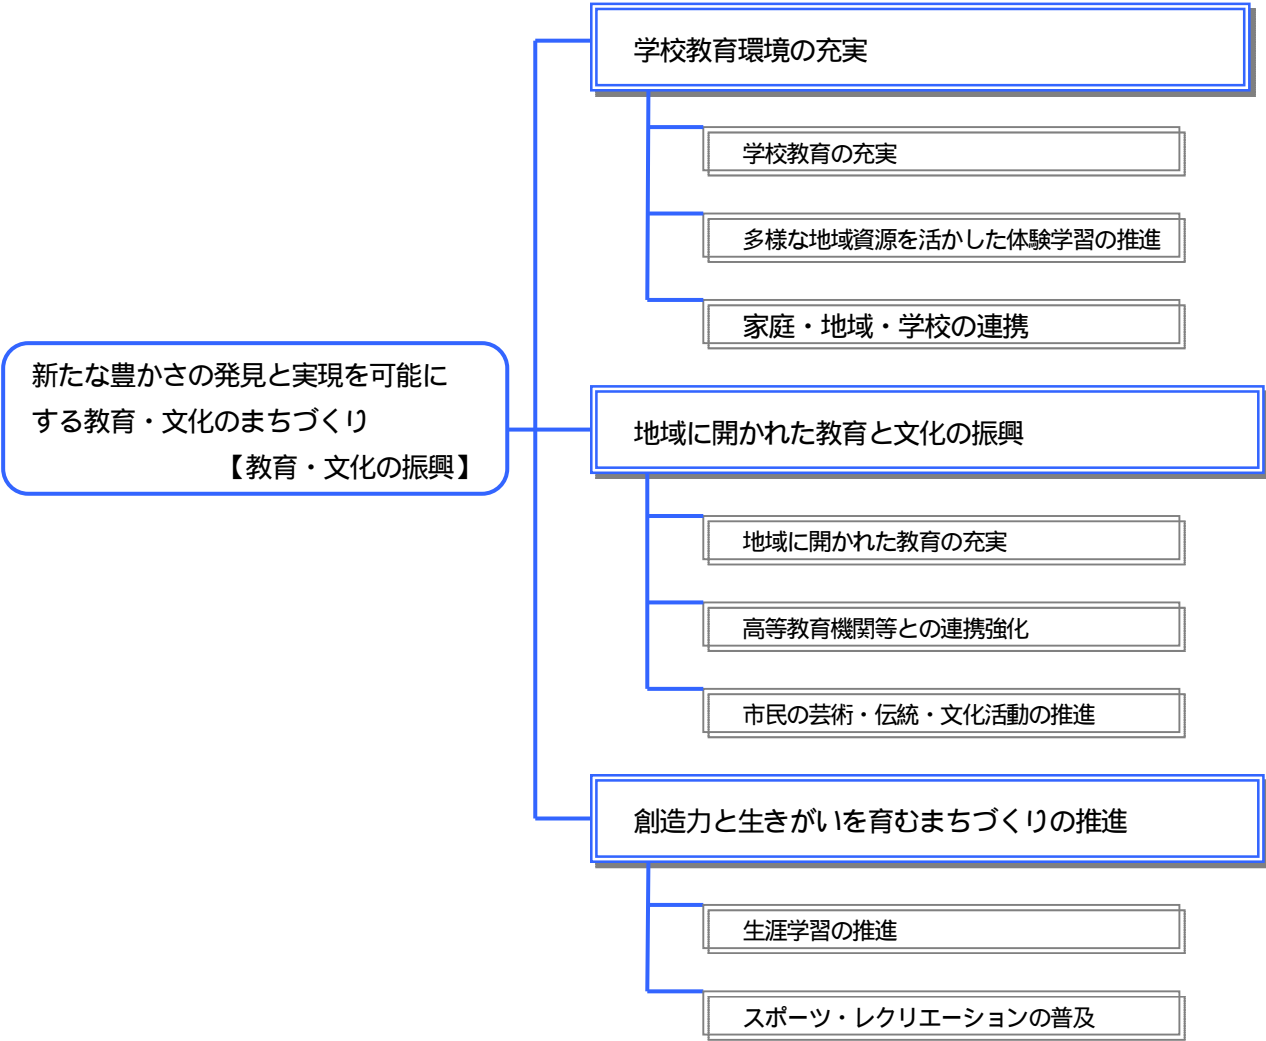 新たな豊かさの発見と実現を可能に
する教育・文化のまちづくり
【教育・文化の振興】
学校教育環境の充実
学校教育の充実
多様な地域資源を活かした体験学習の推進
家庭・地域・学校の連携
地域に開かれた教育と文化の振興
地域に開かれた教育の充実
高等教育機関等との連携強化
市民の芸術・伝統・文化活動の推進
創造力と生きがいを育むまちづくりの推進
生涯学習の推進
スポーツ・レクリエーションの普及